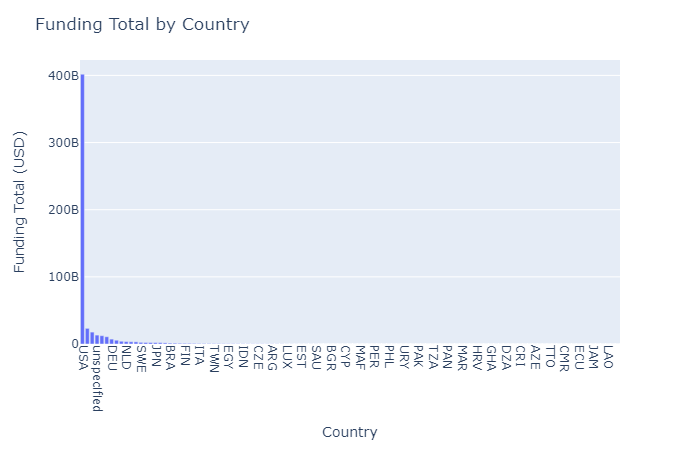 Funding Total by Country
Funding Total (USD)
400B
300B
200B
100B
0
USA
unspecified
DEU
NLD
SWE
JPN
BRA
FIN
ITA
TWN
EGY
IDN
CZE
ARG
LUX
EST
SAU
BGR
CYP
MAF
PER
PHL
URY
PAK
TZA
PAN
MAR
HRV
GHA
DZA
CRI
AZE
TTO
CMR
ECU
JAM
LAO
Country